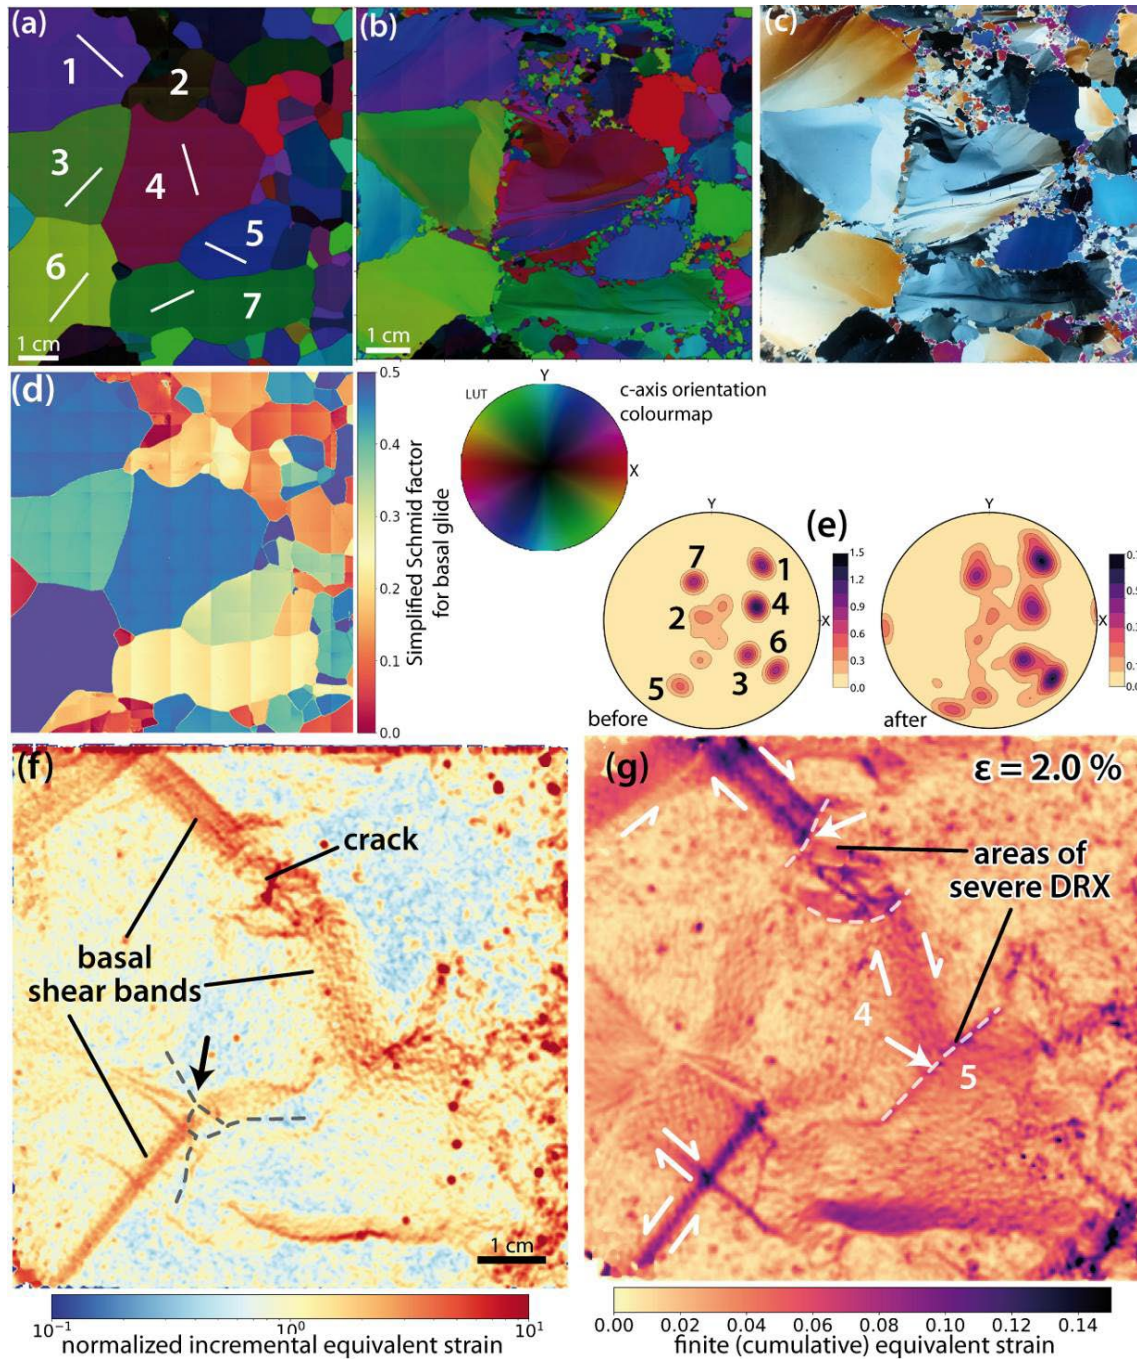 (a)
1
2
3
4
5
6
7
1 cm
(b)
1 cm
(c)
(d)
0.5
0.4
0.3
0.2
0.1
0.0
Simplified Schmid factor
for basal glide
LUT
Y
X
c-axis orientation
colourmap
(e)
Y
X
7
1
4
2
6
3
5
before
1.5
1.2
0.9
0.6
0.3
0.0
Y
X
after
(f)
crack
basal
shear bands
1 cm
10⁻¹
10⁰
10¹
normalized incremental equivalent strain
(g)
ε = 2.0 %
areas of
severe DRX
4
5
0.00
0.02
0.04
0.06
0.08
0.10
0.12
0.14
finite (cumulative) equivalent strain